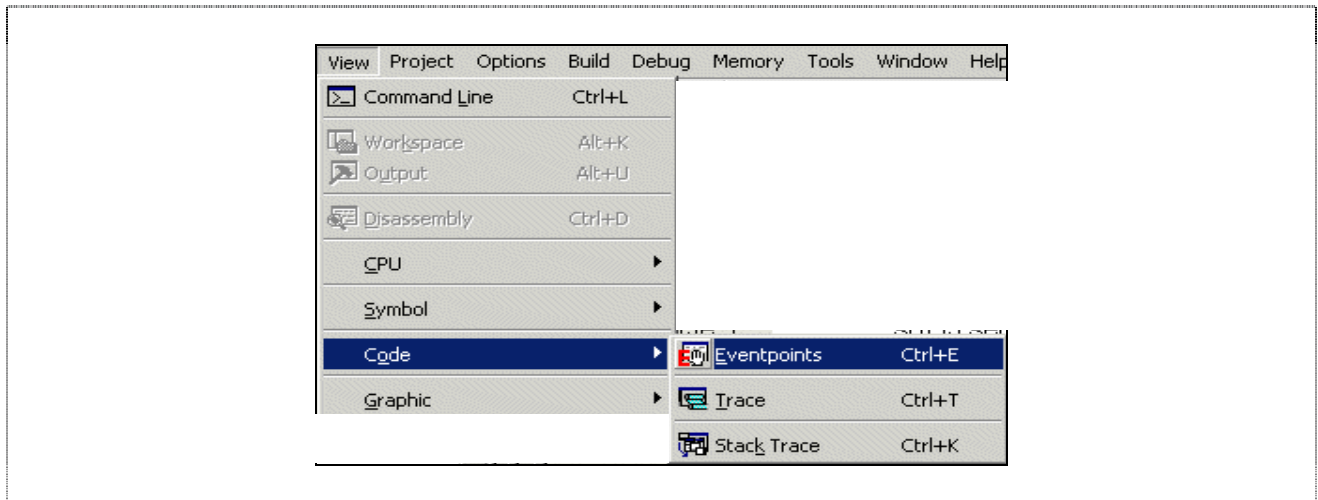 View Project Options Build Debug Memory Tools Window Help
Command Line Ctrl+L
Workspace Alt+K
Output Alt+U
Disassembly Ctrl+D
CPU
Symbol
Code
Eventpoints Ctrl+E
Graphic
Trace Ctrl+T
Stack Trace Ctrl+K